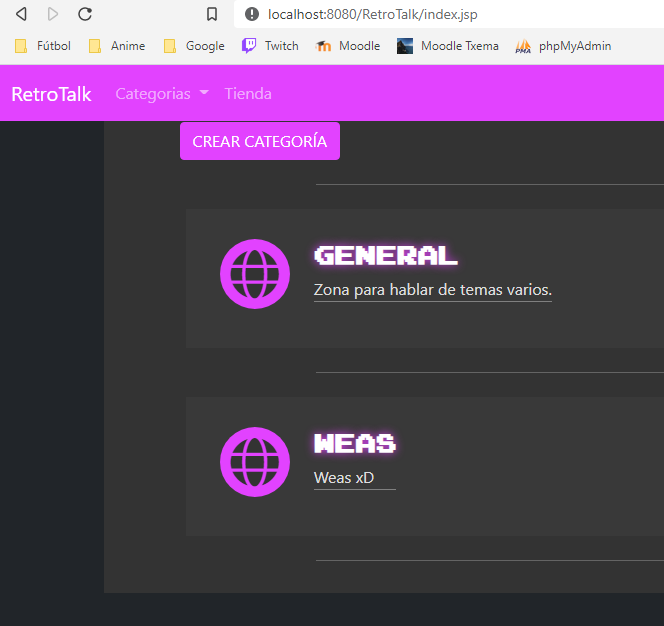 localhost:8080/RetroTalk/index.jsp
Fútbol Anime Google Twitch Moodle Moodle Txema phpMyAdmin
RetroTalk Categorias Tienda
CREAR CATEGORÍA
GENERAL
Zona para hablar de temas varios.
WEAS
Weas xD